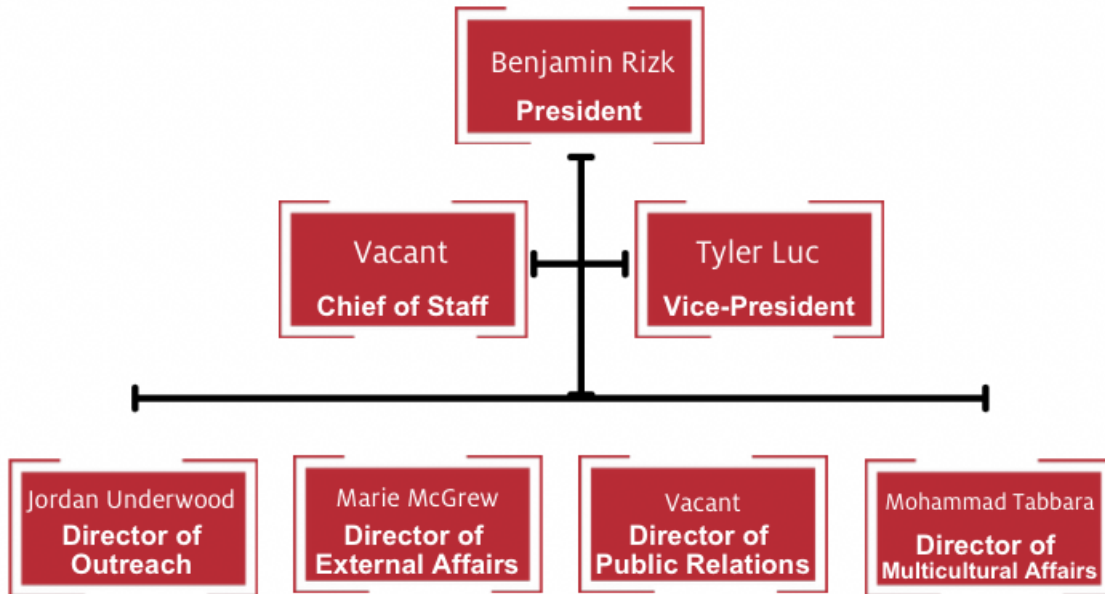 Benjamin Rizk
President
Vacant
Chief of Staff
Tyler Luc
Vice-President
Jordan Underwood
Director of
Outreach
Marie McGrew
Director of
External Affairs
Vacant
Director of
Public Relations
Mohammad Tabbara
Director of
Multicultural Affairs